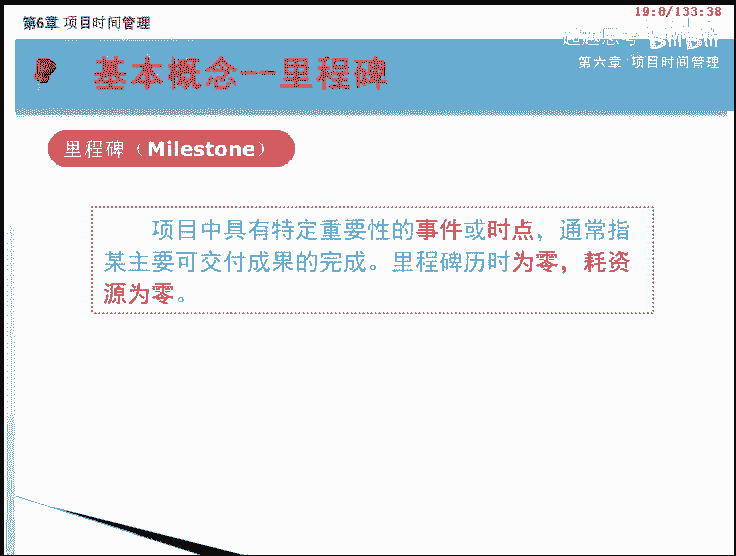 第6章 项目时间管理
19:0/133:38
第六章 项目时间管理
基本概念--里程碑
里程碑（Milestone）
项目中具有特定重要性的事件或时点，通常指
某主要可交付成果的完成。里程碑历时为零，耗资
源为零。